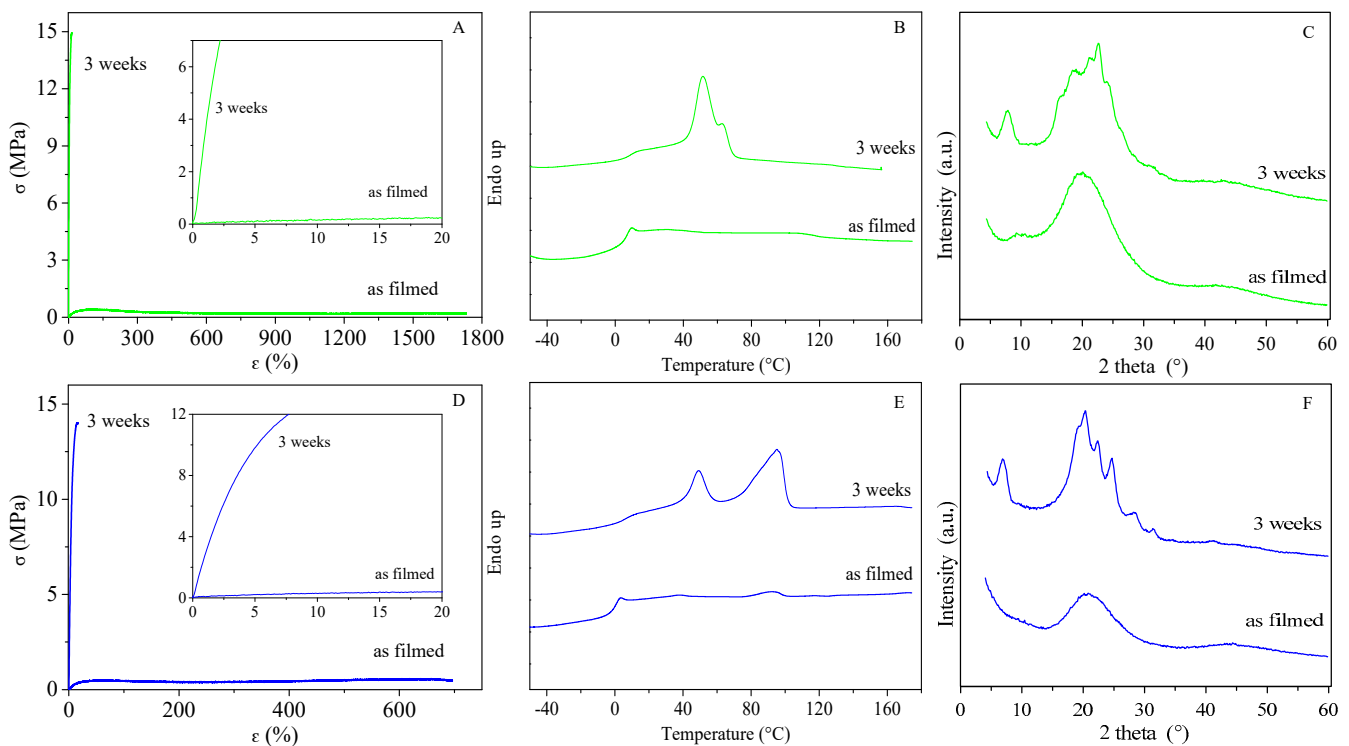 A
15
12
9
6
3
0
σ (MPa)
3 weeks
as filmed
6
4
2
0
3 weeks
as filmed
0 5 10 15 20
0 300 600 900 1200 1500 1800
ε (%)
B
Endo up
3 weeks
as filmed
-40 0 40 80 120 160
Temperature (°C)
C
Intensity (a.u.)
3 weeks
as filmed
0 10 20 30 40 50 60
2 theta (°)
D
15
10
5
0
σ (MPa)
3 weeks
as filmed
12
8
4
0
3 weeks
as filmed
0 5 10 15 20
0 200 400 600
ε (%)
E
Endo up
3 weeks
as filmed
-40 0 40 80 120 160
Temperature (°C)
F
Intensity (a.u.)
3 weeks
as filmed
0 10 20 30 40 50 60
2 theta (°)